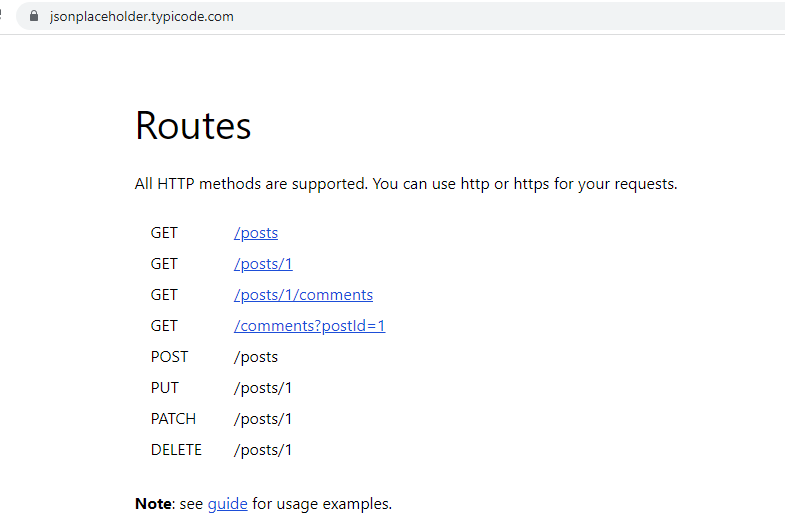 jsonplaceholder.typicode.com
Routes
All HTTP methods are supported. You can use http or https for your requests.
GET /posts
GET /posts/1
GET /posts/1/comments
GET /comments?postId=1
POST /posts
PUT /posts/1
PATCH /posts/1
DELETE /posts/1
Note: see guide for usage examples.